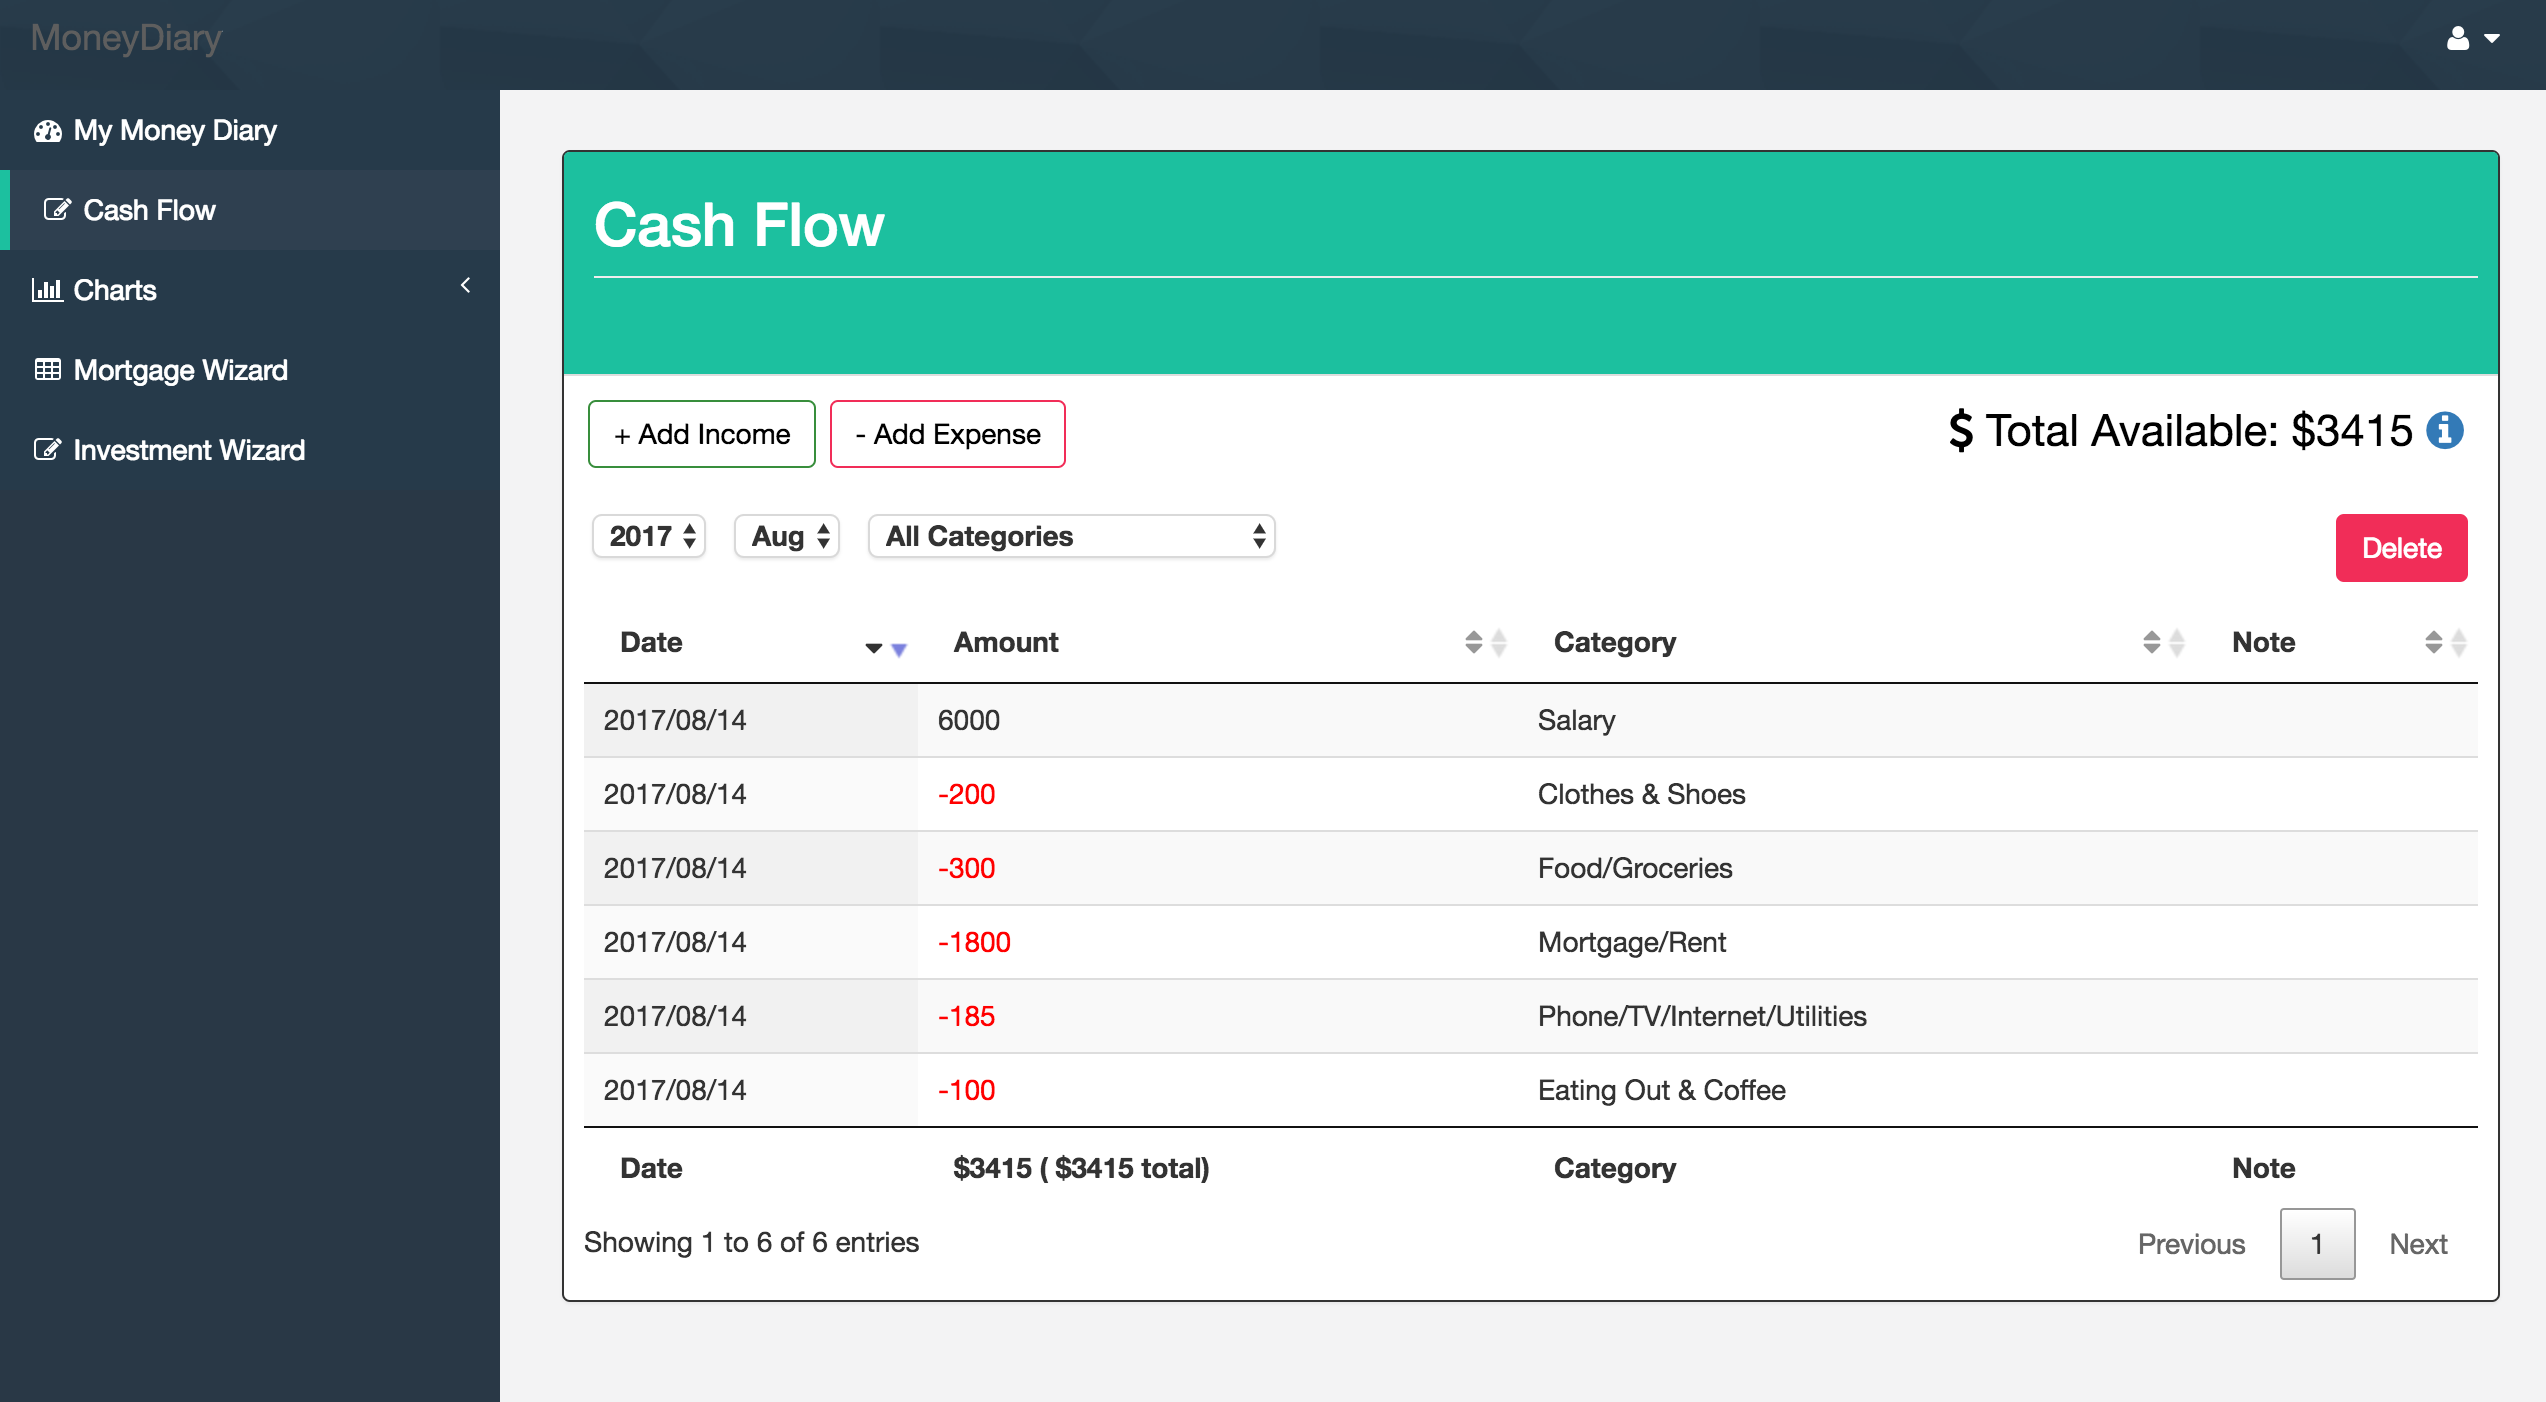 MoneyDiary
My Money Diary
Cash Flow
Charts
Mortgage Wizard
Investment Wizard
Cash Flow
+ Add Income - Add Expense $ Total Available: $3415
2017 Aug All Categories Delete
Date Amount Category Note
2017/08/14 6000 Salary
2017/08/14 -200 Clothes & Shoes
2017/08/14 -300 Food/Groceries
2017/08/14 -1800 Mortgage/Rent
2017/08/14 -185 Phone/TV/Internet/Utilities
2017/08/14 -100 Eating Out & Coffee
Date $3415 ( $3415 total) Category Note
Showing 1 to 6 of 6 entries Previous 1 Next